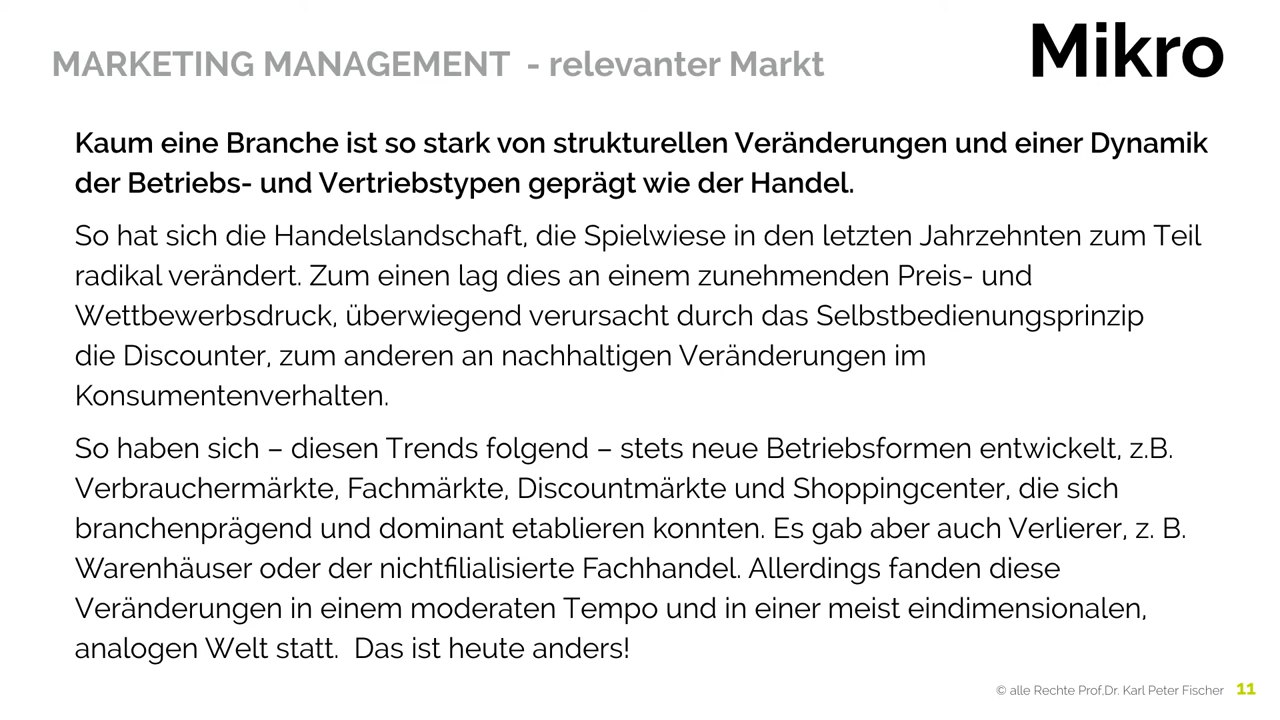 MARKETING MANAGEMENT - relevanter Markt
Mikro
Kaum eine Branche ist so stark von strukturellen Veränderungen und einer Dynamik
der Betriebs- und Vertriebstypen geprägt wie der Handel.
So hat sich die Handelslandschaft, die Spielwiese in den letzten Jahrzehnten zum Teil
radikal verändert. Zum einen lag dies an einem zunehmenden Preis- und
Wettbewerbsdruck, überwiegend verursacht durch das Selbstbedienungsprinzip
die Discounter, zum anderen an nachhaltigen Veränderungen im
Konsumentenverhalten.
So haben sich – diesen Trends folgend – stets neue Betriebsformen entwickelt, z.B.
Verbrauchermärkte, Fachmärkte, Discountmärkte und Shoppingcenter, die sich
branchenprägend und dominant etablieren konnten. Es gab aber auch Verlierer, z. B.
Warenhäuser oder der nichtfilialisierte Fachhandel. Allerdings fanden diese
Veränderungen in einem moderaten Tempo und in einer meist eindimensionalen,
analogen Welt statt.  Das ist heute anders!
© alle Rechte Prof.Dr. Karl Peter Fischer 11